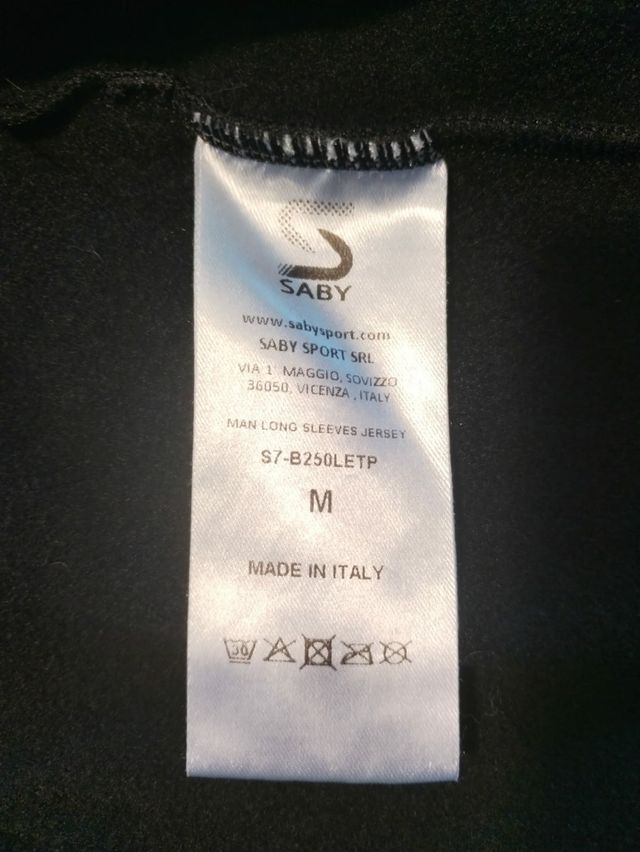 SABY
www.sabysport.com
SABY SPORT SRL
VIA 1° MAGGIO, SOVIZZO
36050, VICENZA , ITALY
MAN LONG SLEEVES JERSEY
S7-B250LETP
M
MADE IN ITALY
30